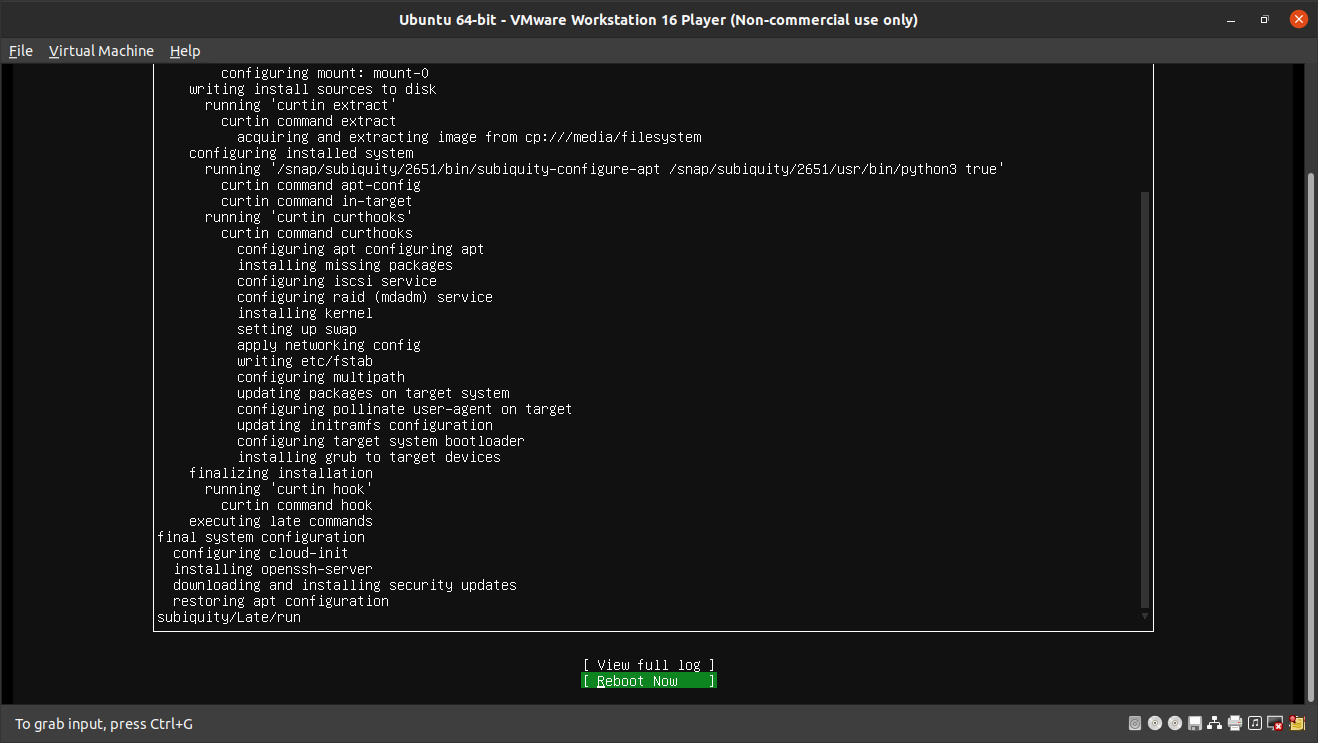 Ubuntu 64-bit - VMware Workstation 16 Player (Non-commercial use only)
File Virtual Machine Help
configuring mount: mount-0
writing install sources to disk
running 'curtin extract'
curtin command extract
acquiring and extracting image from cp:///media/filesystem
configuring installed system
running '/snap/subiquity/2651/bin/subiquity-configure-apt /snap/subiquity/2651/usr/bin/python3 true'
curtin command apt-config
curtin command in-target
running 'curtin curthooks'
curtin command curthooks
configuring apt configuring apt
installing missing packages
configuring iscsi service
configuring raid (mdadm) service
installing kernel
setting up swap
apply networking config
writing etc/fstab
configuring multipath
updating packages on target system
configuring pollinate user-agent on target
updating initramfs configuration
configuring target system bootloader
installing grub to target devices
finalizing installation
running 'curtin hook'
curtin command hook
executing late commands
final system configuration
configuring cloud-init
installing openssh-server
downloading and installing security updates
restoring apt configuration
subiquity/Late/run
[ View full log ]
[ Reboot Now ]
To grab input, press Ctrl+G